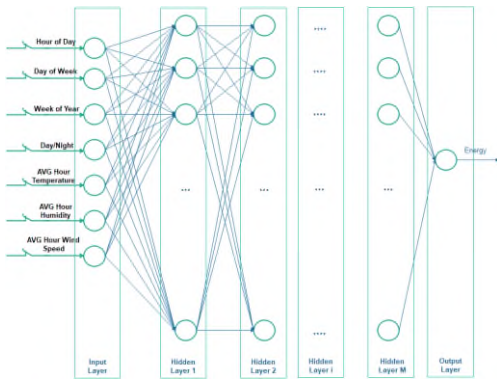 Hour of Day
Day of Week
Week of Year
Day/Night
AVG Hour
Temperature
AVG Hour
Humidity
AVG Hour Wind
Speed
....
....
...
...
...
...
....
Energy
Input
Layer
Hidden
Layer 1
Hidden
Layer 2
Hidden
Layer i
Hidden
Layer M
Output
Layer